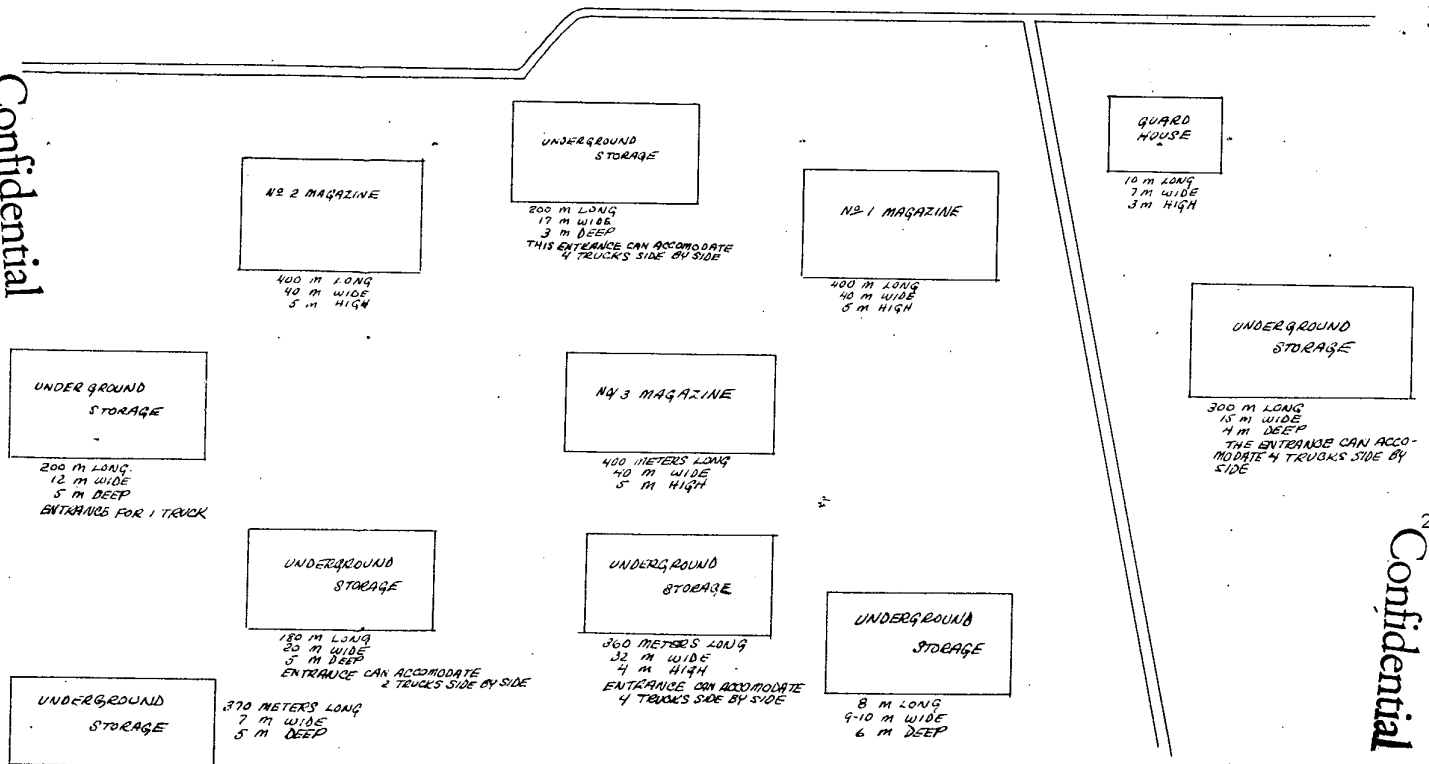 Confidential
UNDERGROUND
STORAGE
200 m LONG
17 m WIDE
3 m DEEP
THIS ENTRANCE CAN ACCOMODATE
4 TRUCKS SIDE BY SIDE
GUARD
HOUSE
10 m LONG
7 m WIDE
3 m HIGH
Nº 2 MAGAZINE
400 m LONG
40 m WIDE
5 m HIGH
Nº 1 MAGAZINE
400 m LONG
40 m WIDE
5 m HIGH
UNDERGROUND
STORAGE
300 m LONG
15 m WIDE
4 m DEEP
THE ENTRANCE CAN ACCO-
MODATE 4 TRUCKS SIDE BY
SIDE
UNDER GROUND
STORAGE
200 m LONG.
12 m WIDE
5 m DEEP
ENTRANCE FOR 1 TRUCK
Nº 3 MAGAZINE
400 METERS LONG
40 m WIDE
5 m HIGH
UNDERGROUND
STORAGE
180 m LONG
20 m WIDE
5 m DEEP
ENTRANCE CAN ACCOMODATE
2 TRUCKS SIDE BY SIDE
UNDERGROUND
STORAGE
360 METERS LONG
32 m WIDE
4 m HIGH
ENTRANCE CAN ACCOMODATE
4 TRUCKS SIDE BY SIDE
UNDERGROUND
STORAGE
8 m LONG
9-10 m WIDE
6 m DEEP
UNDERGROUND
STORAGE
370 METERS LONG
7 m WIDE
5 m DEEP
2
Confidential